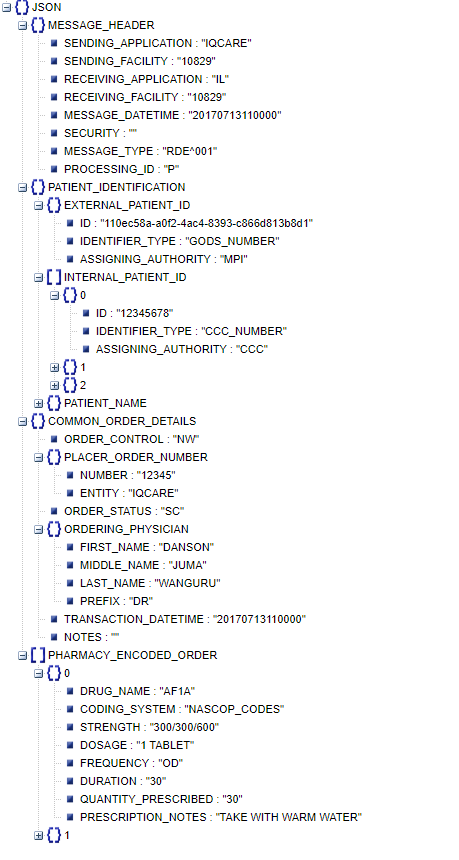 JSON
MESSAGE_HEADER
SENDING_APPLICATION : "IQCARE"
SENDING_FACILITY : "10829"
RECEIVING_APPLICATION : "IL"
RECEIVING_FACILITY : "10829"
MESSAGE_DATETIME : "20170713110000"
SECURITY : ""
MESSAGE_TYPE : "RDE^001"
PROCESSING_ID : "P"
PATIENT_IDENTIFICATION
EXTERNAL_PATIENT_ID
ID : "110ec58a-a0f2-4ac4-8393-c866d813b8d1"
IDENTIFIER_TYPE : "GODS_NUMBER"
ASSIGNING_AUTHORITY : "MPI"
INTERNAL_PATIENT_ID
0
ID : "12345678"
IDENTIFIER_TYPE : "CCC_NUMBER"
ASSIGNING_AUTHORITY : "CCC"
1
2
PATIENT_NAME
COMMON_ORDER_DETAILS
ORDER_CONTROL : "NW"
PLACER_ORDER_NUMBER
NUMBER : "12345"
ENTITY : "IQCARE"
ORDER_STATUS : "SC"
ORDERING_PHYSICIAN
FIRST_NAME : "DANSON"
MIDDLE_NAME : "JUMA"
LAST_NAME : "WANGURU"
PREFIX : "DR"
TRANSACTION_DATETIME : "20170713110000"
NOTES : ""
PHARMACY_ENCODED_ORDER
0
DRUG_NAME : "AF1A"
CODING_SYSTEM : "NASCOP_CODES"
STRENGTH : "300/300/600"
DOSAGE : "1 TABLET"
FREQUENCY : "OD"
DURATION : "30"
QUANTITY_PRESCRIBED : "30"
PRESCRIPTION_NOTES : "TAKE WITH WARM WATER"
1